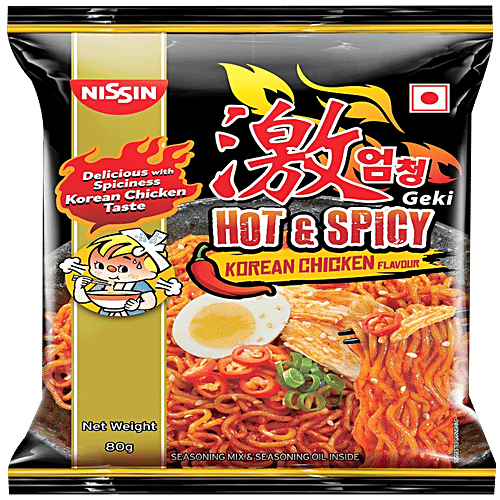 NISSIN
Delicious with
Spiciness
Korean Chicken
Taste
激 엄청
Geki
HOT & SPICY
KOREAN CHICKEN FLAVOUR
Net Weight
80g
SEASONING MIX & SEASONING OIL INSIDE